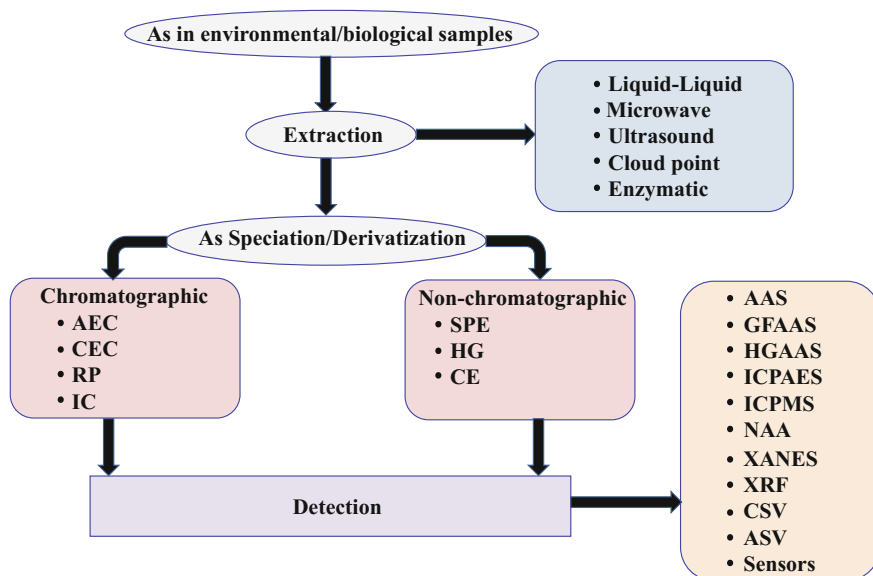 As in environmental/biological samples
Extraction
• Liquid-Liquid
• Microwave
• Ultrasound
• Cloud point
• Enzymatic
As Speciation/Derivatization
Chromatographic
• AEC
• CEC
• RP
• IC
Non-chromatographic
• SPE
• HG
• CE
Detection
• AAS
• GFAAS
• HGAAS
• ICPAES
• ICPMS
• NAA
• XANES
• XRF
• CSV
• ASV
• Sensors